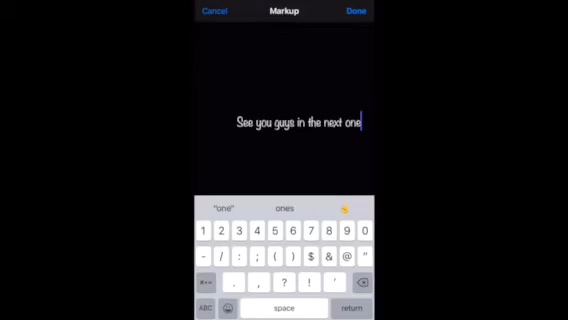 Cancel Markup Done
See you guys in the next one
"one" ones
1 2 3 4 5 6 7 8 9 0
- / : ; ( ) $ & @ "
#+= . , ? ! '
ABC space return